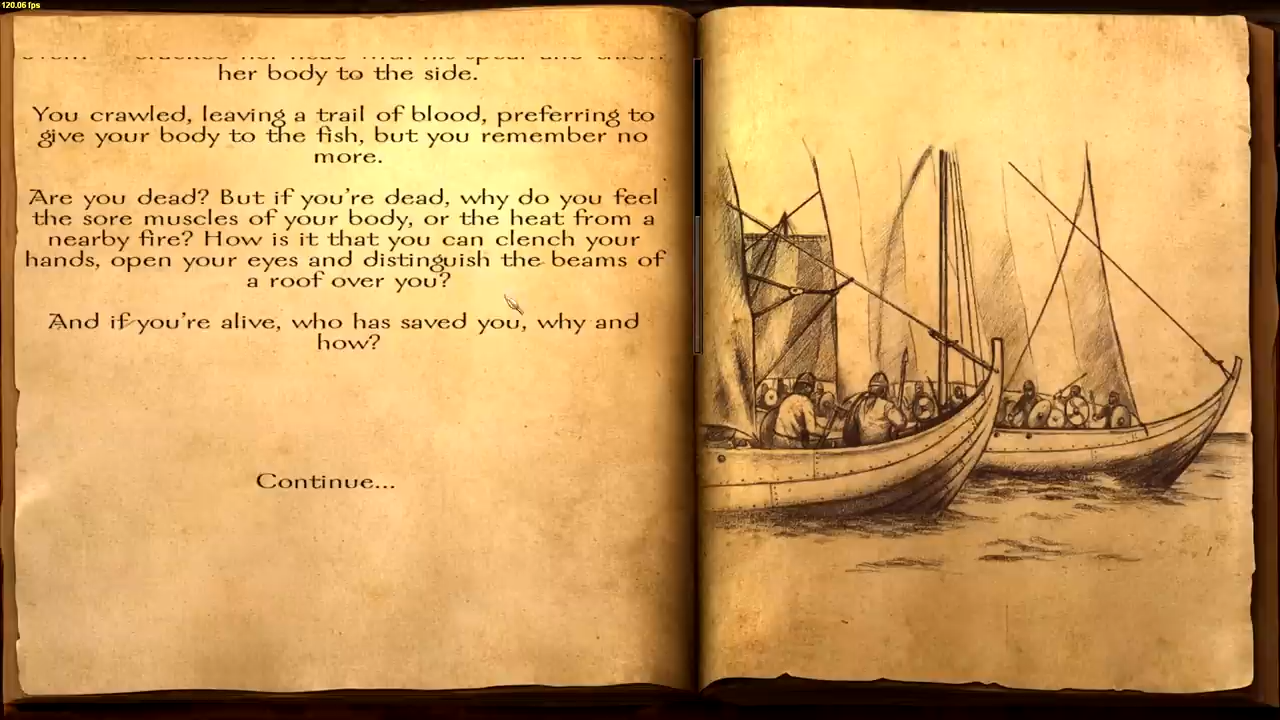 120.06 fps
her body to the side.
You crawled, leaving a trail of blood, preferring to
give your body to the fish, but you remember no
more.
Are you dead? But if you're dead, why do you feel
the sore muscles of your body, or the heat from a
nearby fire? How is it that you can clench your
hands, open your eyes and distinguish the beams of
a roof over you?
And if you're alive, who has saved you, why and
how?
Continue...